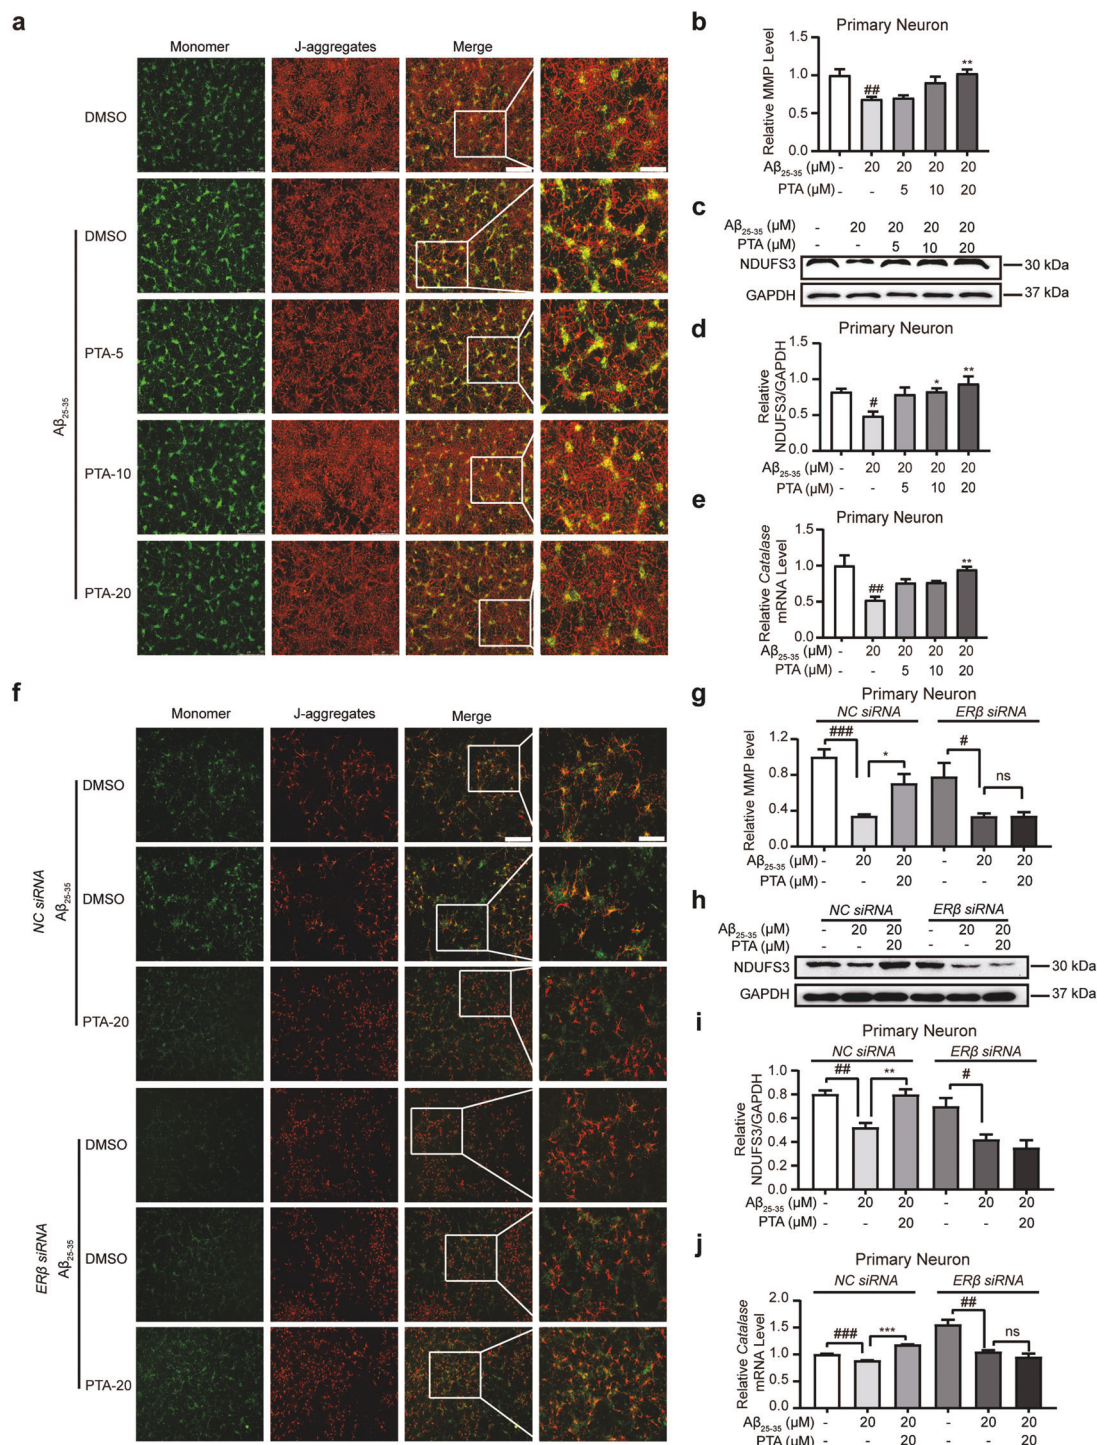 a
Monomer J-aggregates Merge
DMSO
DMSO
PTA-5
PTA-10
PTA-20
Aβ25-35
b
Primary Neuron
Relative MMP Level
1.5
1.0
0.5
0.0
## **
Aβ25-35 (μM) - 20 20 20 20
PTA (μM) - - 5 10 20
c
Aβ25-35 (μM) - 20 20 20 20
PTA (μM) - - 5 10 20
NDUFS3 30 kDa
GAPDH 37 kDa
d
Primary Neuron
Relative
NDUFS3/GAPDH
1.5
1.0
0.5
0.0
# * **
Aβ25-35 (μM) - 20 20 20 20
PTA (μM) - - 5 10 20
e
Primary Neuron
Relative Catalase
mRNA Level
1.5
1.0
0.5
0.0
## **
Aβ25-35 (μM) - 20 20 20 20
PTA (μM) - - 5 10 20
f
Monomer J-aggregates Merge
DMSO
DMSO
PTA-20
NC siRNA
Aβ25-35
DMSO
DMSO
PTA-20
ERβ siRNA
Aβ25-35
g
Primary Neuron
NC siRNA ERβ siRNA
Relative MMP level
1.2
0.8
0.4
0.0
### * # ns
Aβ25-35 (μM) - 20 20 - 20 20
PTA (μM) - - 20 - - 20
h
NC siRNA ERβ siRNA
Aβ25-35 (μM) - 20 20 - 20 20
PTA (μM) - - 20 - - 20
NDUFS3 30 kDa
GAPDH 37 kDa
i
Primary Neuron
NC siRNA ERβ siRNA
Relative
NDUFS3/GAPDH
1.0
0.8
0.6
0.4
0.2
0.0
## ** #
Aβ25-35 (μM) - 20 20 - 20 20
PTA (μM) - - 20 - - 20
j
Primary Neuron
NC siRNA ERβ siRNA
Relative Catalase
mRNA Level
2.0
1.5
1.0
0.5
0.0
### *** ## ns
Aβ25-35 (μM) - 20 20 - 20 20
PTA (μM) - - 20 - - 20